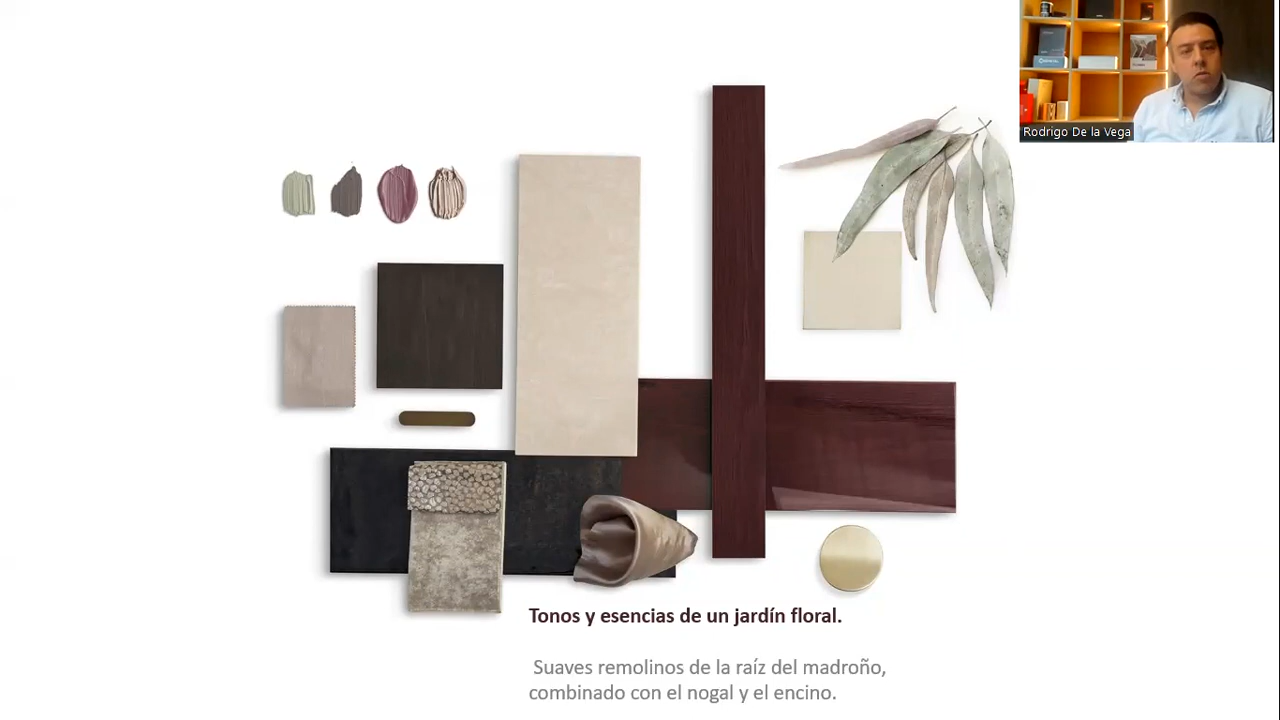 Rodrigo De la Vega
Tonos y esencias de un jardín floral.
Suaves remolinos de la raíz del madroño,
combinado con el nogal y el encino.